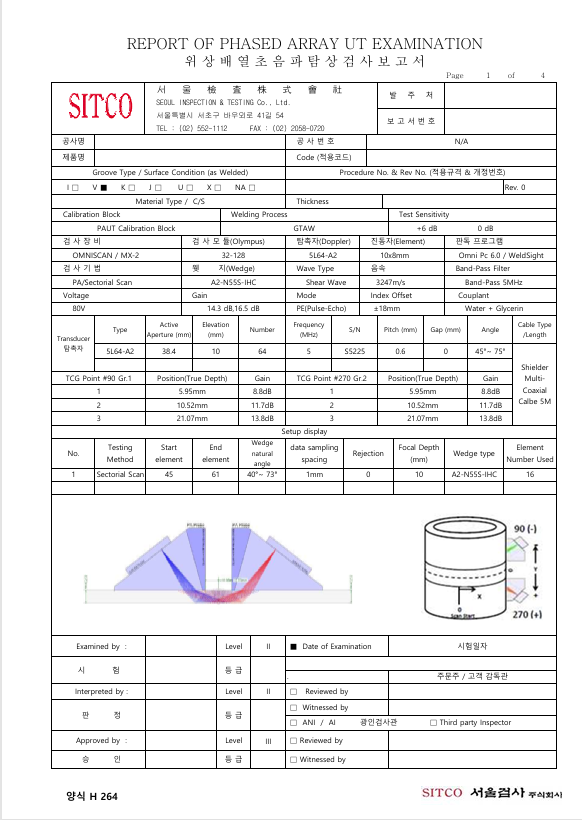 REPORT OF PHASED ARRAY UT EXAMINATION
위상배열초음파탐상검사보고서
Page 1 of 4
SITCO
서 울 檢 査 株 式 會 社
SEOUL INSPECTION & TESTING Co., Ltd.
서울특별시 서초구 바우뫼로 41길 54
TEL : (02) 552-1112 FAX : (02) 2058-0720
발 주 처
보 고 서 번 호
공사명 공 사 번 호 N/A
제품명 Code (적용코드)
Groove Type / Surface Condition (as Welded) Procedure No. & Rev No. (적용규격 & 개정번호)
I □ V ■ K □ J □ U □ X □ NA □ Rev. 0
Material Type / C/S Thickness
Calibration Block Welding Process Test Sensitivity
PAUT Calibration Block GTAW +6 dB 0 dB
검 사 장 비 검 사 모 듈(Olympus) 탐촉자(Doppler) 진동자(Element) 판독 프로그램
OMNISCAN / MX-2 32-128 5L64-A2 10x8mm Omni Pc 6.0 / WeldSight
검 사 기 법 웻 지(Wedge) Wave Type 음속 Band-Pass Filter
PA/Sectorial Scan A2-N55S-IHC Shear Wave 3247m/s Band-Pass 5MHz
Voltage Gain Mode Index Offset Couplant
80V 14.3 dB,16.5 dB PE(Pulse-Echo) ±18mm Water + Glycerin
Transducer 탐촉자 Type Active Aperture (mm) Elevation (mm) Number Frequency (MHz) S/N Pitch (mm) Gap (mm) Angle Cable Type /Length
5L64-A2 38.4 10 64 5 S5225 0.6 0 45°~ 75°
Shielder Multi-Coaxial Calbe 5M
TCG Point #90 Gr.1 Position(True Depth) Gain TCG Point #270 Gr.2 Position(True Depth) Gain
1 5.95mm 8.8dB 1 5.95mm 8.8dB
2 10.52mm 11.7dB 2 10.52mm 11.7dB
3 21.07mm 13.8dB 3 21.07mm 13.8dB
Setup display
No. Testing Method Start element End element Wedge natural angle data sampling spacing Rejection Focal Depth (mm) Wedge type Element Number Used
1 Sectorial Scan 45 61 40°~ 73° 1mm 0 10 A2-N55S-IHC 16
90 (-)
Y
X
0
Scan Start
270 (+)
Examined by : Level II ■ Date of Examination 시험일자
시 험 등 급 주문주 / 고객 감독관
Interpreted by : Level II □ Reviewed by
판 정 등 급 □ Witnessed by
□ ANI / AI 공인검사관 □ Third party Inspector
Approved by : Level III □ Reviewed by
승 인 등 급 □ Witnessed by
양식 H 264
SITCO 서울검사 주식회사